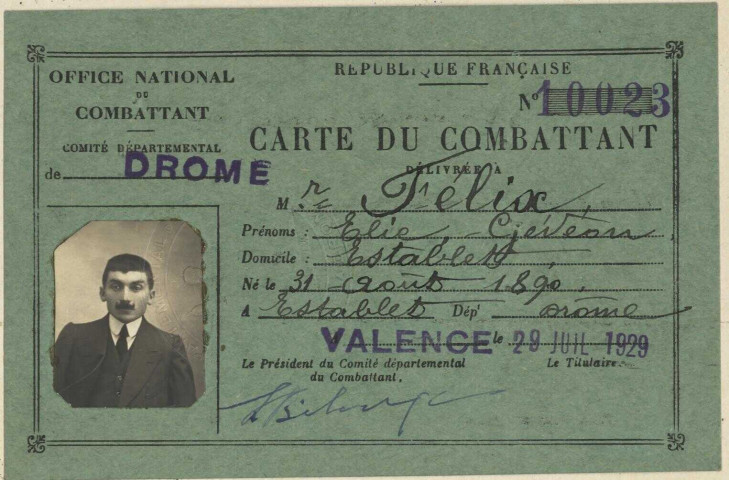 OFFICE NATIONAL
DU
COMBATTANT
COMITÉ DÉPARTEMENTAL
de DROME
REPUBLIQUE FRANÇAISE
N° 10023
CARTE DU COMBATTANT
DÉLIVRÉE À
M r Félix
Prénoms : Elie,
Domicile : Establet
Né le 31 Août 1890
A Establet Dépt Drôme
VALENCE le 29 JUIL 1929
Le Président du Comité départemental
du Combattant,
Le Titulaire